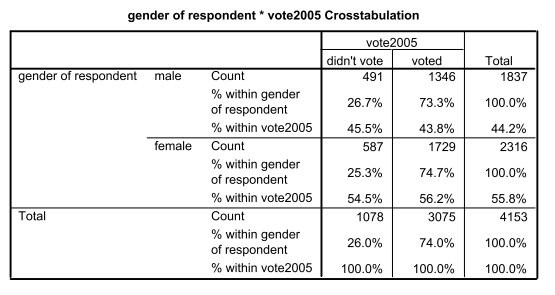 gender of respondent * vote2005 Crosstabulation
vote2005
didn't vote voted Total
gender of respondent male Count 491 1346 1837
% within gender
of respondent 26.7% 73.3% 100.0%
% within vote2005 45.5% 43.8% 44.2%
female Count 587 1729 2316
% within gender
of respondent 25.3% 74.7% 100.0%
% within vote2005 54.5% 56.2% 55.8%
Total Count 1078 3075 4153
% within gender
of respondent 26.0% 74.0% 100.0%
% within vote2005 100.0% 100.0% 100.0%